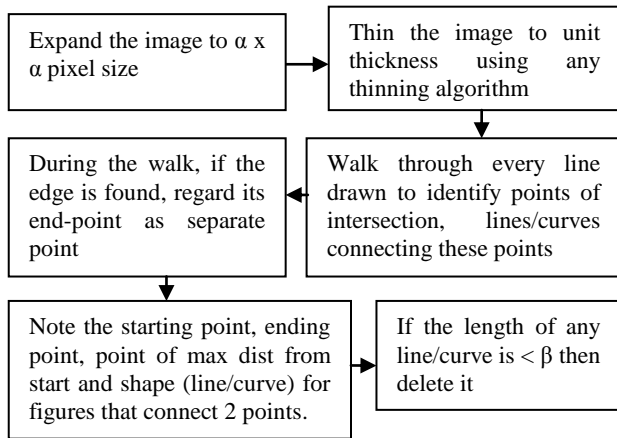 Expand the image to α x
α pixel size
Thin the image to unit
thickness using any
thinning algorithm
Walk through every line
drawn to identify points of
intersection, lines/curves
connecting these points
During the walk, if the
edge is found, regard its
end-point as separate
point
Note the starting point, ending
point, point of max dist from
start and shape (line/curve) for
figures that connect 2 points.
If the length of any
line/curve is < β then
delete it